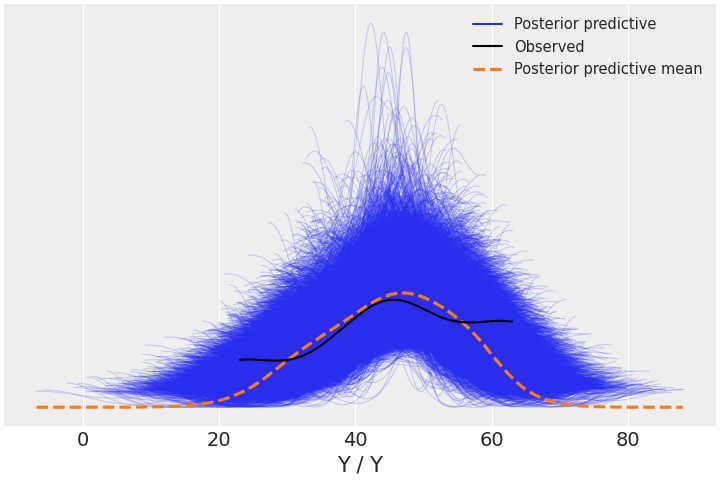 Posterior predictive
Observed
Posterior predictive mean
0 20 40 60 80
Y / Y